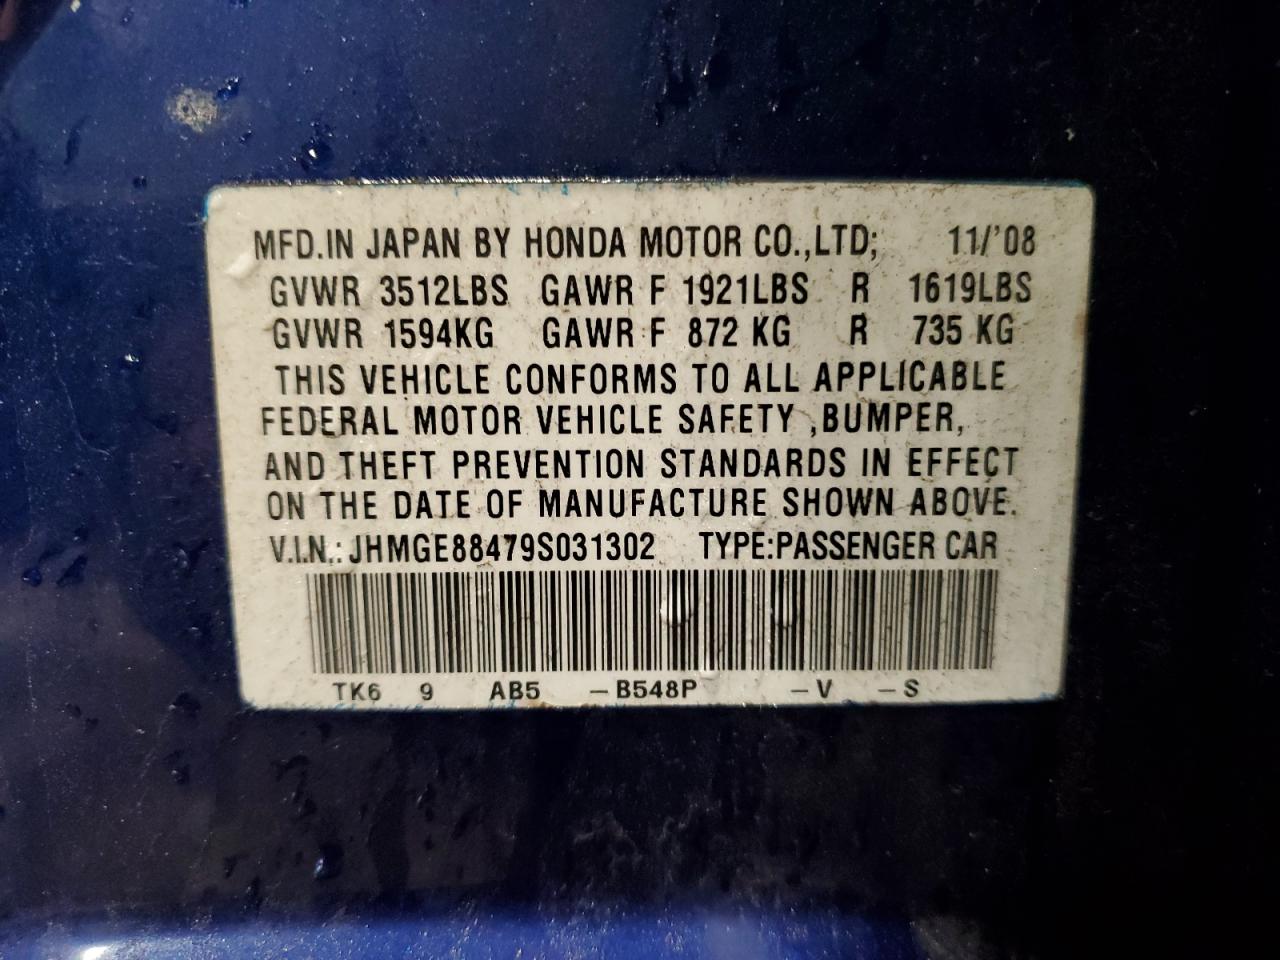 MFD.IN JAPAN BY HONDA MOTOR CO.,LTD; 11/'08
GVWR 3512LBS GAWR F 1921LBS R 1619LBS
GVWR 1594KG GAWR F 872 KG R 735 KG
THIS VEHICLE CONFORMS TO ALL APPLICABLE
FEDERAL MOTOR VEHICLE SAFETY ,BUMPER,
AND THEFT PREVENTION STANDARDS IN EFFECT
ON THE DATE OF MANUFACTURE SHOWN ABOVE.
V.I.N.: JHMGE88479S031302 TYPE:PASSENGER CAR
TK6 9 AB5 -B548P -V -S